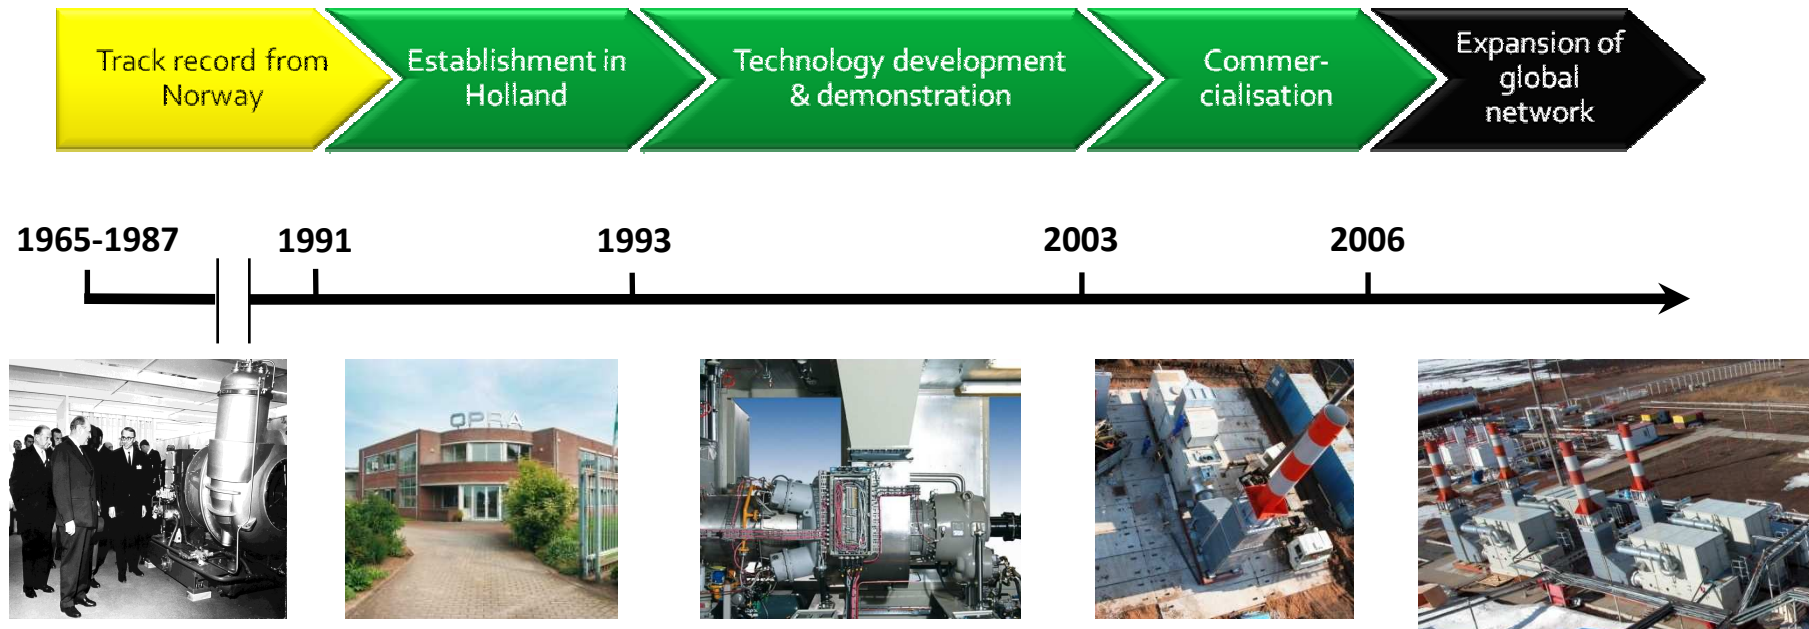 Track record from
Norway
Establishment in
Holland
Technology development
& demonstration
Commer-
cialisation
Expansion of
global
network
1965-1987
1991
1993
2003
2006
OPRA